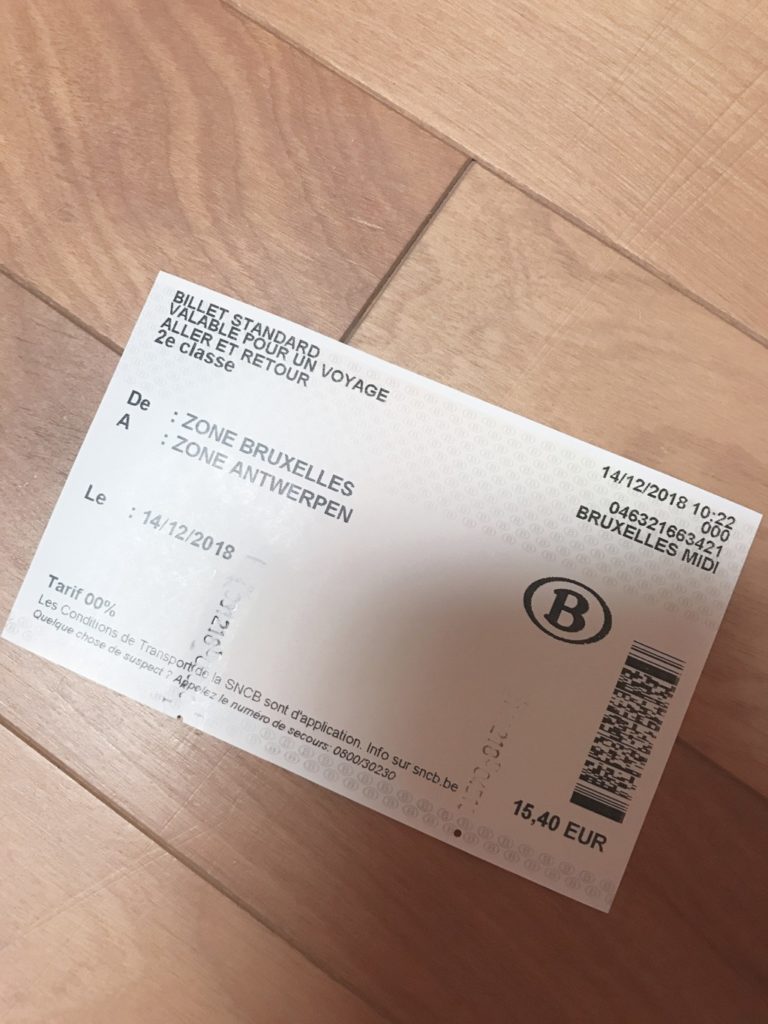 BILLET STANDARD
VALABLE POUR UN VOYAGE
ALLER ET RETOUR
2e classe
De : ZONE BRUXELLES
A : ZONE ANTWERPEN
Le : 14/12/2018
14/12/2018 10:22
000
046321663421
BRUXELLES MIDI
B
Tarif 00%
Les Conditions de Transport de la SNCB sont d'application. Info sur sncb.be
Quelque chose de suspect ? Appelez le numéro de secours: 0800/30230
15,40 EUR